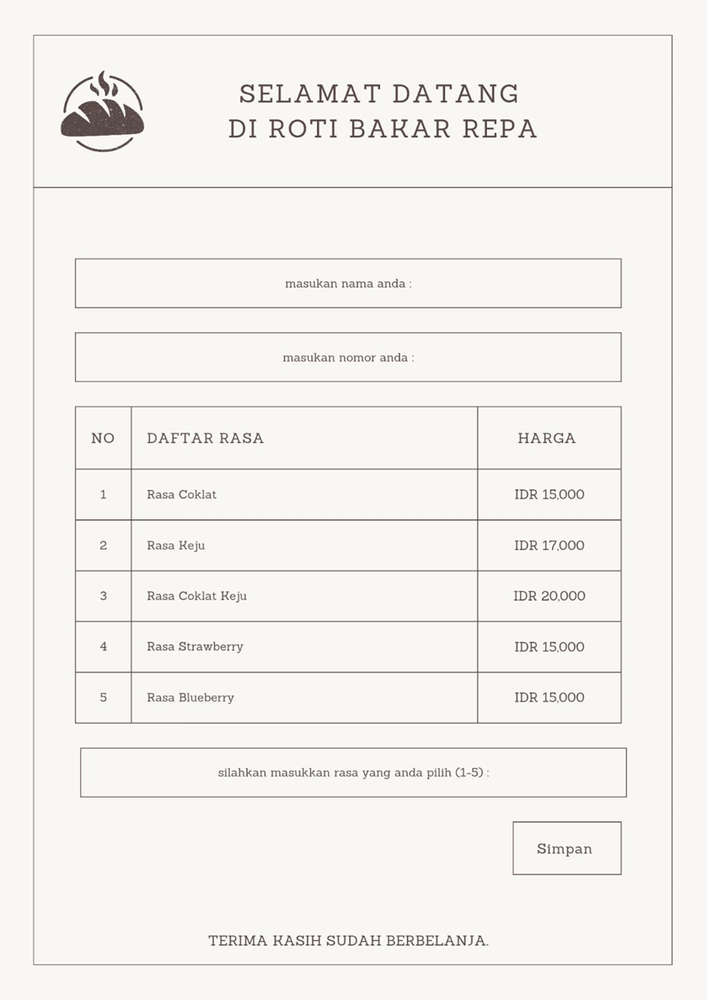 SELAMAT DATANG
DI ROTI BAKAR REPA
masukan nama anda :
masukan nomor anda :
NO DAFTAR RASA HARGA
1 Rasa Coklat IDR 15,000
2 Rasa Keju IDR 17,000
3 Rasa Coklat Keju IDR 20,000
4 Rasa Strawberry IDR 15,000
5 Rasa Blueberry IDR 15,000
silahkan masukkan rasa yang anda pilih (1-5) :
Simpan
TERIMA KASIH SUDAH BERBELANJA.